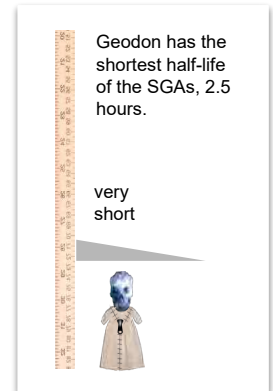 Geodon has the
shortest half-life
of the SGAs, 2.5
hours.
very
short